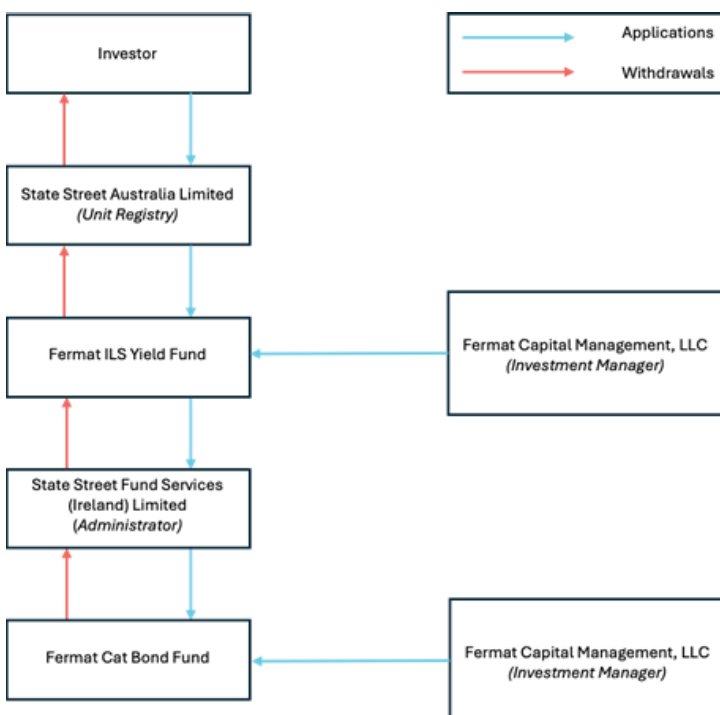 Investor
Applications
Withdrawals
State Street Australia Limited
(Unit Registry)
Fermat ILS Yield Fund
Fermat Capital Management, LLC
(Investment Manager)
State Street Fund Services
(Ireland) Limited
(Administrator)
Fermat Cat Bond Fund
Fermat Capital Management, LLC
(Investment Manager)